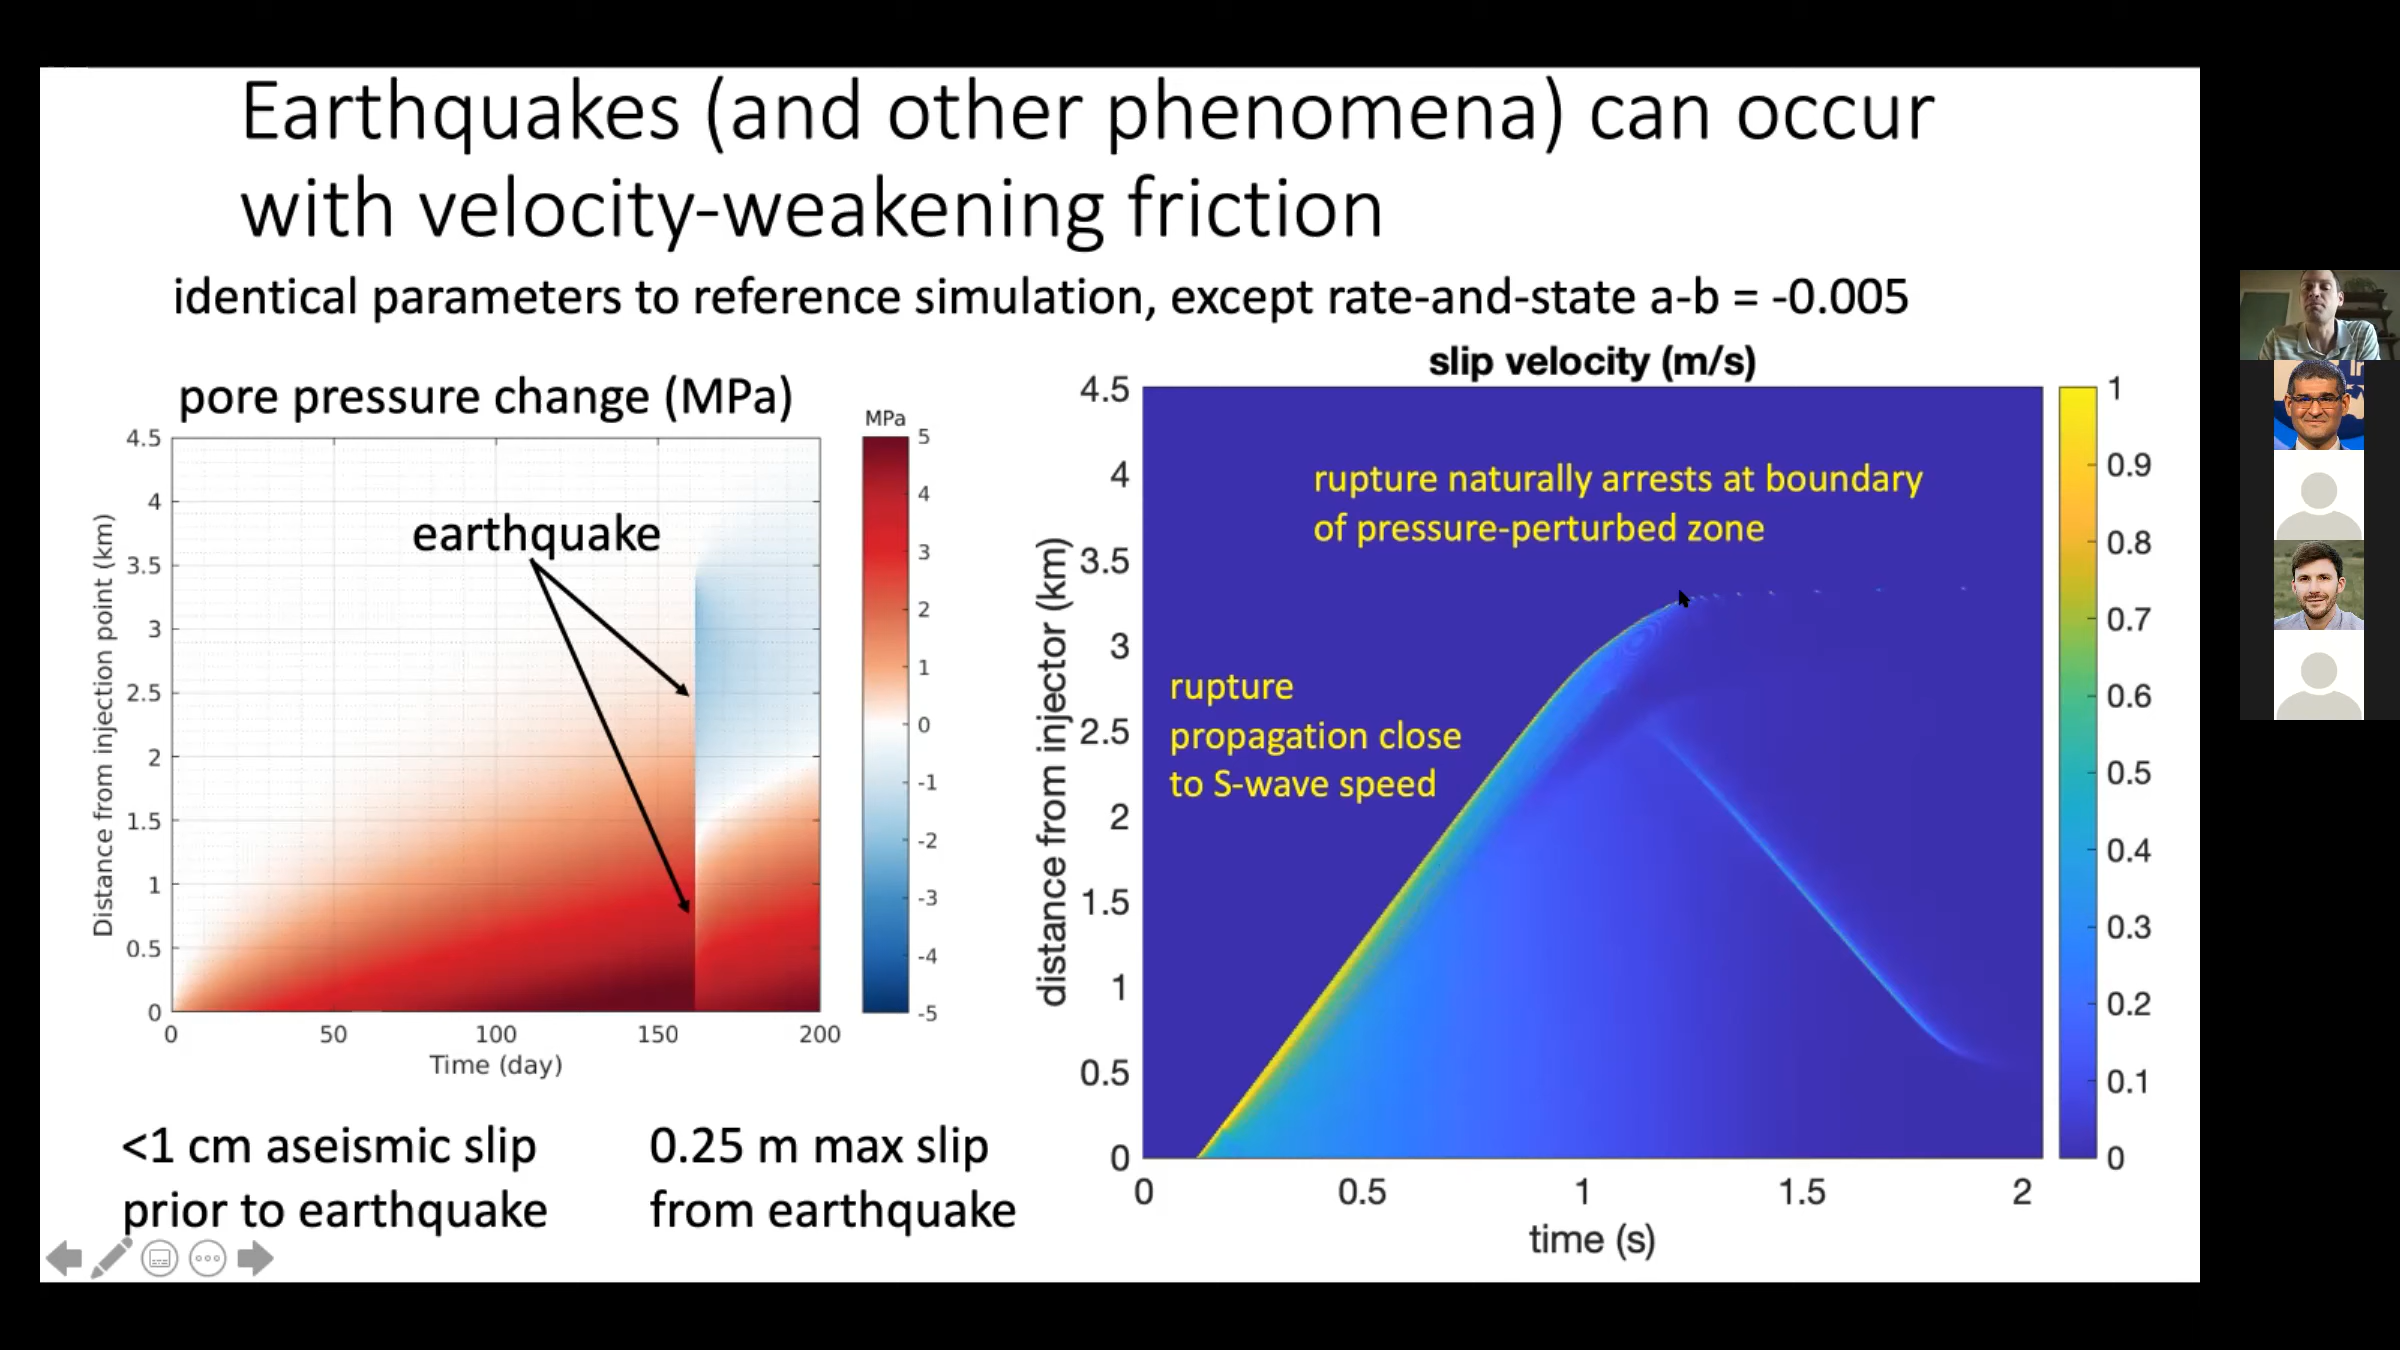 Earthquakes (and other phenomena) can occur
with velocity-weakening friction
identical parameters to reference simulation, except rate-and-state a-b = -0.005
pore pressure change (MPa)
MPa
earthquake
Distance from injection point (km)
4.5
4
3.5
3
2.5
2
1.5
1
0.5
0
0 50 100 150 200
Time (day)
5
4
3
2
1
0
-1
-2
-3
-4
-5
<1 cm aseismic slip
prior to earthquake
0.25 m max slip
from earthquake
slip velocity (m/s)
rupture naturally arrests at boundary
of pressure-perturbed zone
rupture
propagation close
to S-wave speed
distance from injector (km)
4.5
4
3.5
3
2.5
2
1.5
1
0.5
0
0 0.5 1 1.5 2
time (s)
1
0.9
0.8
0.7
0.6
0.5
0.4
0.3
0.2
0.1
0